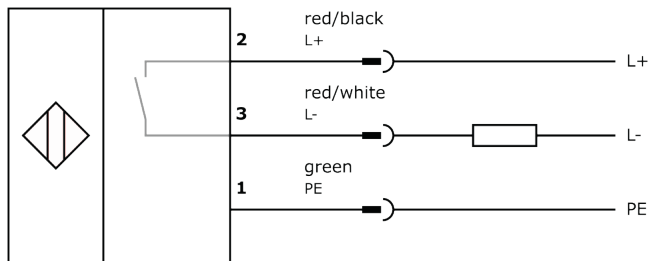 red/black
2 L+
L+
red/white
3 L-
L-
green
1 PE
PE